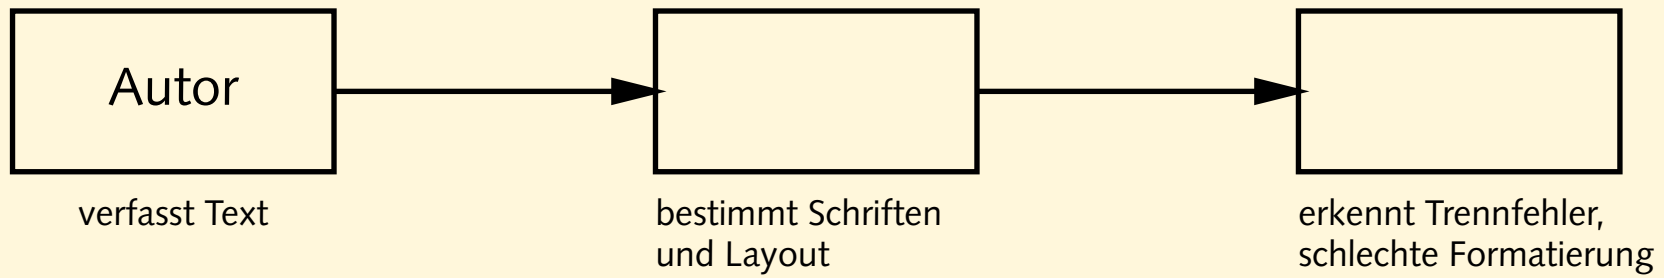 Autor
verfasst Text
bestimmt Schriften
und Layout
erkennt Trennfehler,
schlechte Formatierung